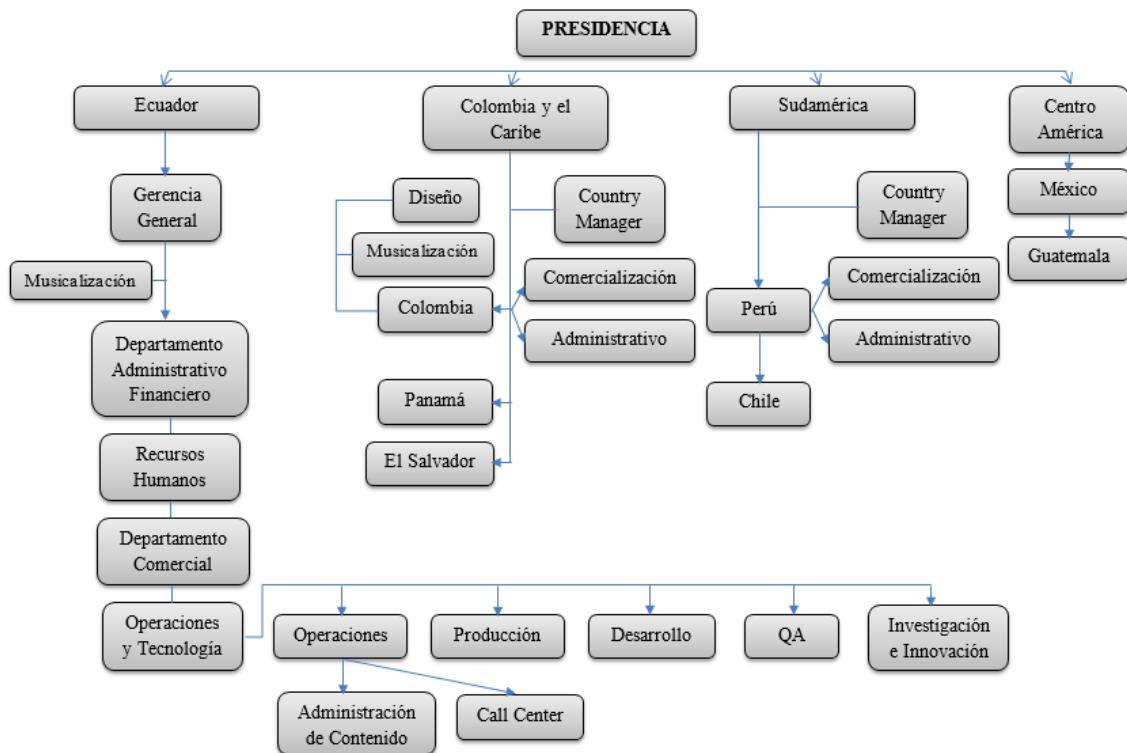 PRESIDENCIA
Ecuador
Colombia y el
Caribe
Sudamérica
Centro
América
Gerencia
General
Diseño
Country
Manager
Country
Manager
México
Musicalización
Guatemala
Musicalización
Comercialización
Comercialización
Colombia
Perú
Administrativo
Administrativo
Departamento
Administrativo
Financiero
Panamá
Chile
Recursos
Humanos
El Salvador
Departamento
Comercial
Operaciones
y Tecnología
Operaciones
Producción
Desarrollo
QA
Investigación
e Innovación
Administración
de Contenido
Call Center